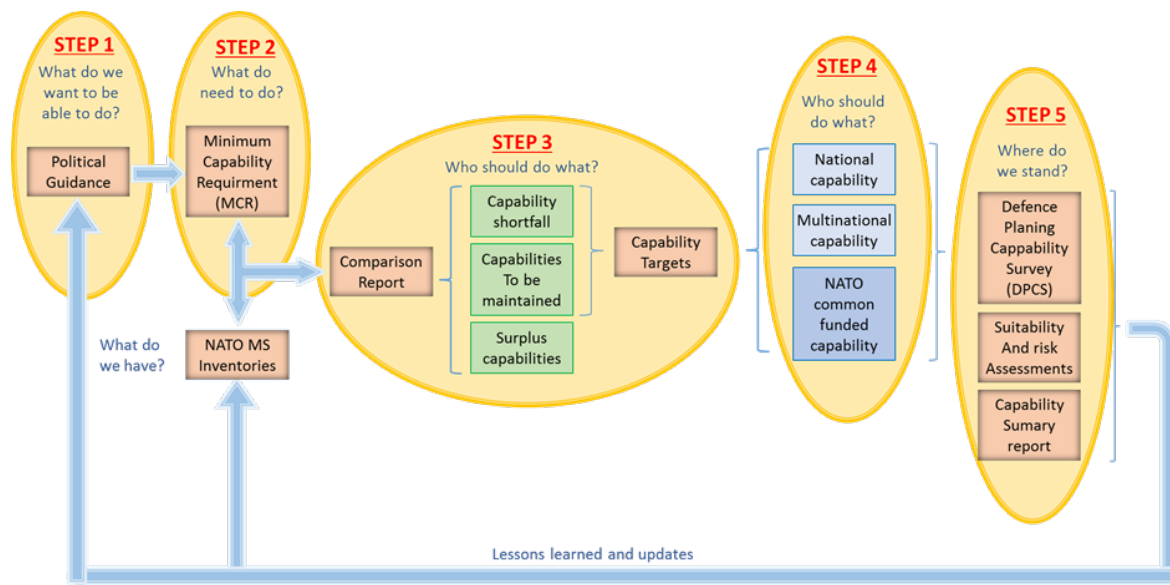 STEP 1
What do we
want to be
able to do?
Political
Guidance
STEP 2
What do
need to do?
Minimum
Capability
Requirment
(MCR)
What do
we have?
NATO MS
Inventories
STEP 3
Who should do what?
Comparison
Report
Capability
shortfall
Capabilities
To be
maintained
Surplus
capabilities
Capability
Targets
STEP 4
Who should
do what?
National
capability
Multinational
capability
NATO
common
funded
capability
STEP 5
Where do
we stand?
Defence
Planing
Cappability
Survey
(DPCS)
Suitability
And risk
Assessments
Capability
Sumary
report
Lessons learned and updates